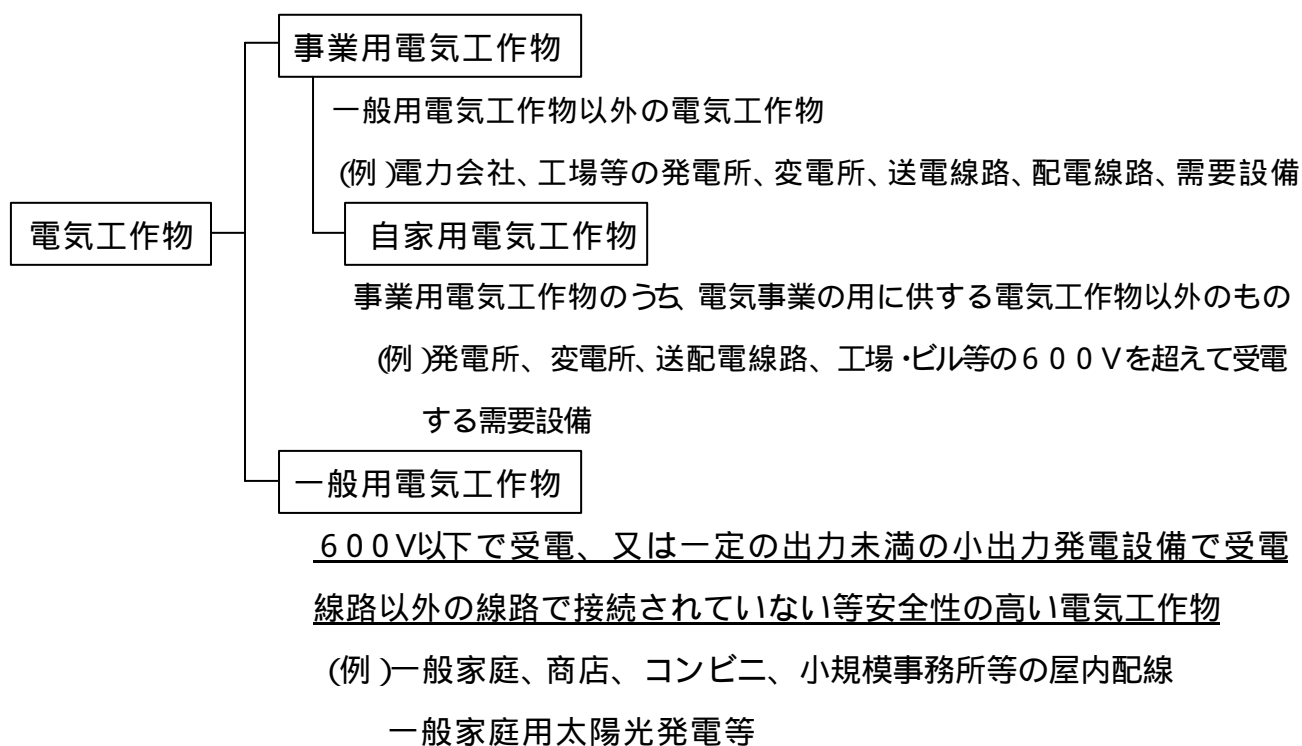 事業用電気工作物
一般用電気工作物以外の電気工作物
(例)電力会社、工場等の発電所、変電所、送電線路、配電線路、需要設備
電気工作物
自家用電気工作物
事業用電気工作物のうち、電気事業の用に供する電気工作物以外のもの
(例)発電所、変電所、送配電線路、工場・ビル等の600Vを超えて受電
する需要設備
一般用電気工作物
600V以下で受電、又は一定の出力未満の小出力発電設備で受電
線路以外の線路で接続されていない等安全性の高い電気工作物
(例)一般家庭、商店、コンビニ、小規模事務所等の屋内配線
一般家庭用太陽光発電等